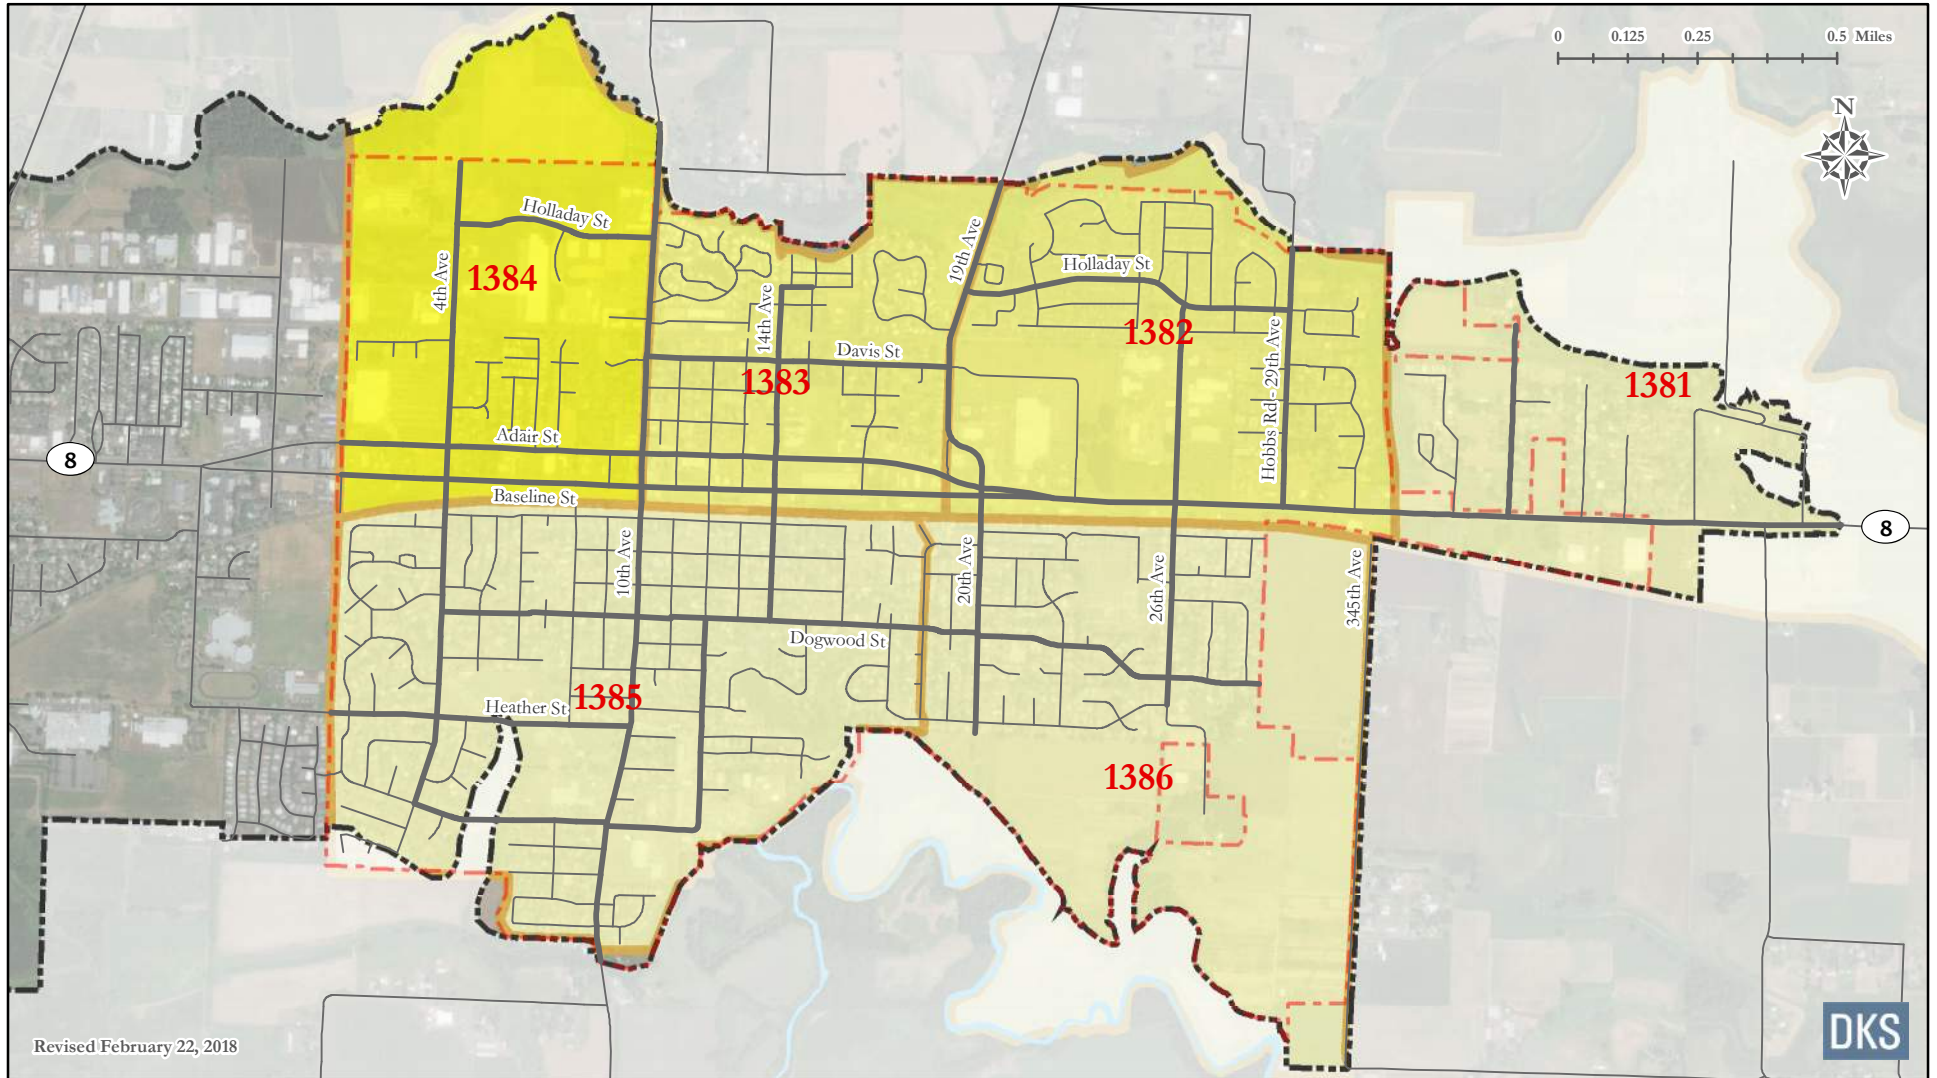 0 0.125 0.25 0.5 Miles
N
Holladay St
19th Ave
4th Ave
1384
Holladay St
14th Ave
1382
Hobbs Rd - 29th Ave
Davis St
1383
1381
Adair St
8
Baseline St
8
10th Ave
20th Ave
26th Ave
345th Ave
Dogwood St
1385
Heather St
1386
Revised February 22, 2018
DKS